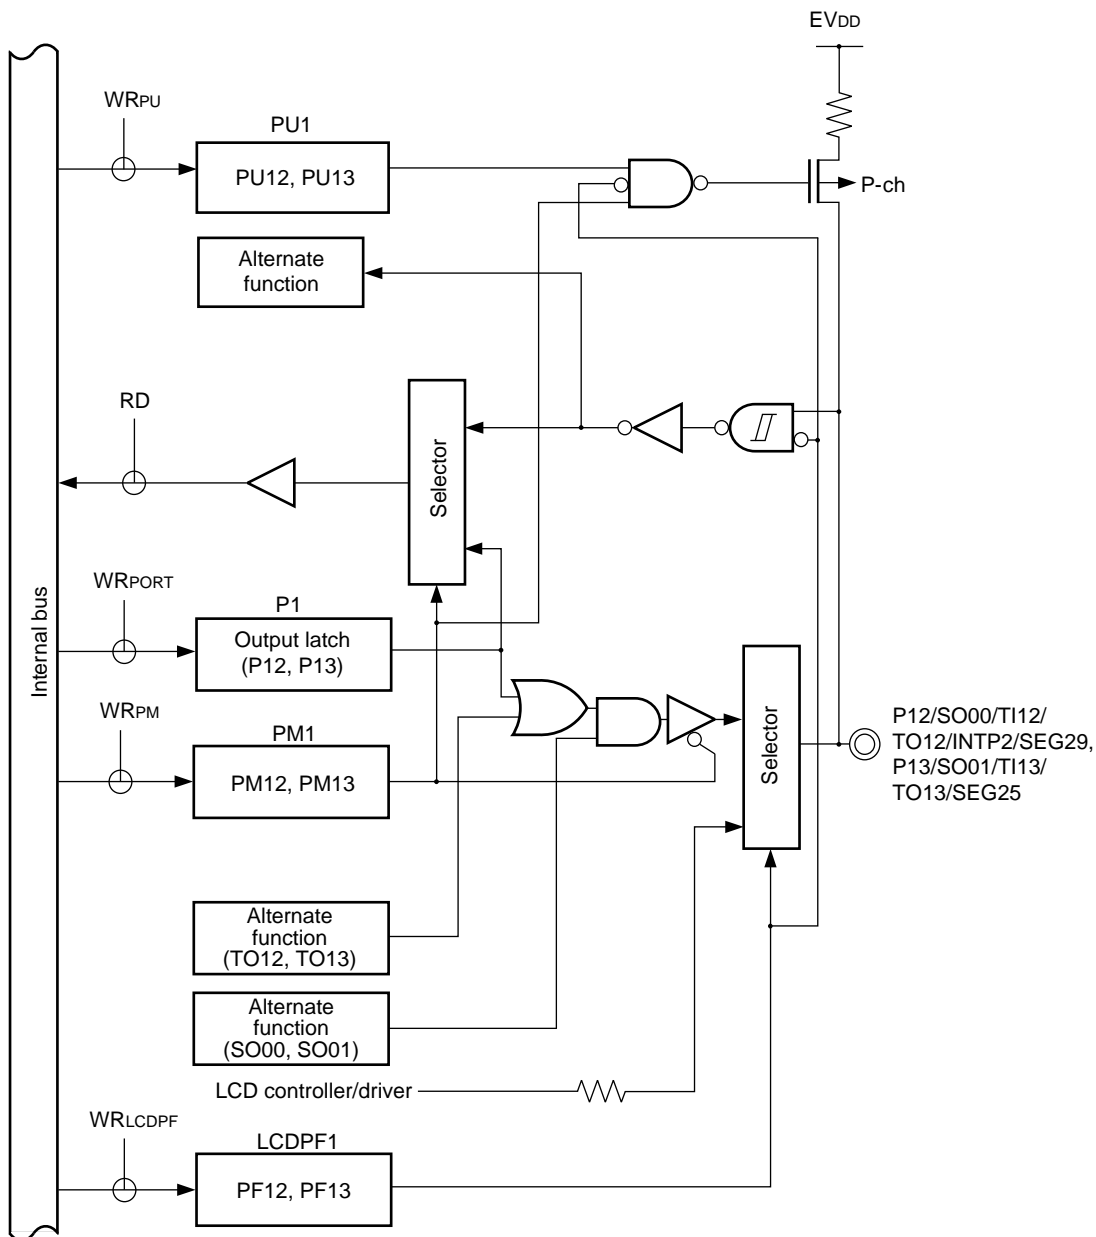 EVDD
WRPU
PU1
PU12, PU13
P-ch
Alternate
function
RD
Selector
WRPORT
P1
Output latch
(P12, P13)
Internal bus
WRPM
PM1
PM12, PM13
Selector
P12/SO00/TI12/
TO12/INTP2/SEG29,
P13/SO01/TI13/
TO13/SEG25
Alternate
function
(TO12, TO13)
Alternate
function
(SO00, SO01)
LCD controller/driver
WRLCDPF
LCDPF1
PF12, PF13